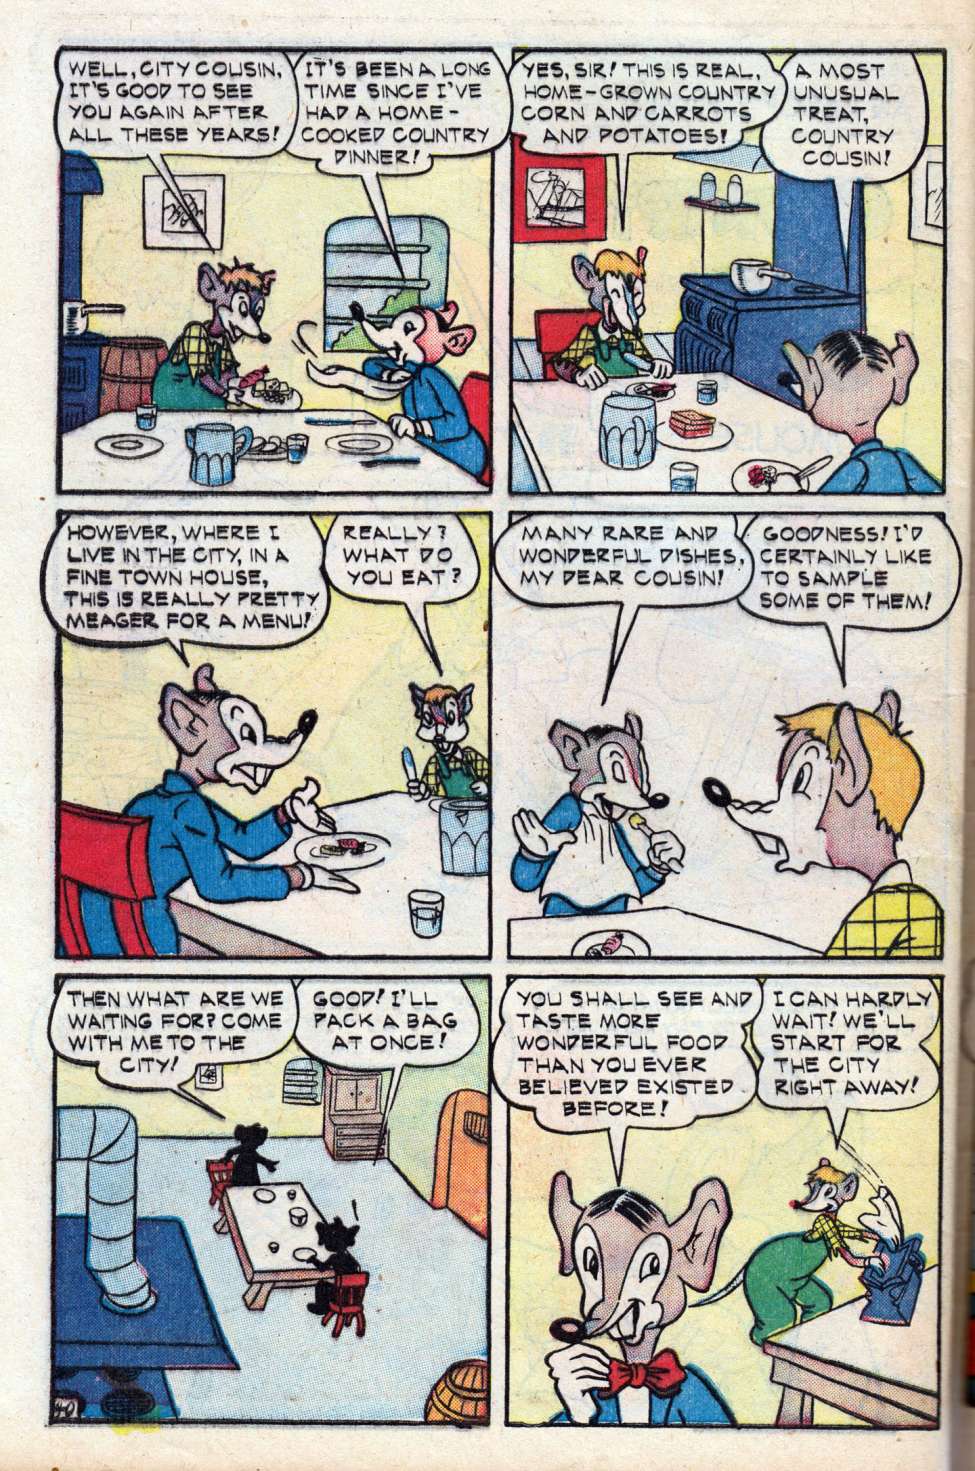 WELL, CITY COUSIN,
IT'S GOOD TO SEE
YOU AGAIN AFTER
ALL THESE YEARS!
IT'S BEEN A LONG
TIME SINCE I'VE
HAD A HOME-
COOKED COUNTRY
DINNER!
YES, SIR! THIS IS REAL,
HOME-GROWN COUNTRY
CORN AND CARROTS
AND POTATOES!
A MOST
UNUSUAL
TREAT,
COUNTRY
COUSIN!
HOWEVER, WHERE I
LIVE IN THE CITY, IN A
FINE TOWN HOUSE,
THIS IS REALLY PRETTY
MEAGER FOR A MENU!
REALLY?
WHAT DO
YOU EAT?
MANY RARE AND
WONDERFUL DISHES,
MY DEAR COUSIN!
GOODNESS! I'D
CERTAINLY LIKE
TO SAMPLE
SOME OF THEM!
THEN WHAT ARE WE
WAITING FOR? COME
WITH ME TO THE
CITY!
GOOD! I'LL
PACK A BAG
AT ONCE!
YOU SHALL SEE AND
TASTE MORE
WONDERFUL FOOD
THAN YOU EVER
BELIEVED EXISTED
BEFORE!
I CAN HARDLY
WAIT! WE'LL
START FOR
THE CITY
RIGHT AWAY!